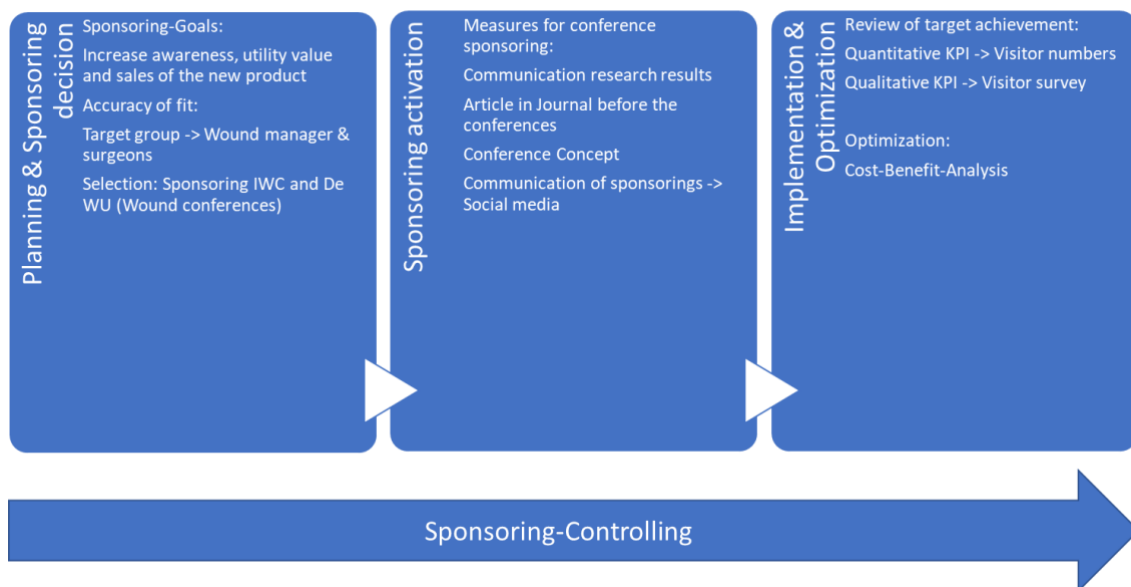 Planning & Sponsoring
decision
Sponsoring-Goals:
Increase awareness, utility value
and sales of the new product
Accuracy of fit:
Target group -> Wound manager &
surgeons
Selection: Sponsoring IWC and De
WU (Wound conferences)
Sponsoring activation
Measures for conference
sponsoring:
Communication research results
Article in Journal before the
conferences
Conference Concept
Communication of sponsorings ->
Social media
Implementation &
Optimization
Review of target achievement:
Quantitative KPI -> Visitor numbers
Qualitative KPI -> Visitor survey
Optimization:
Cost-Benefit-Analysis
Sponsoring-Controlling